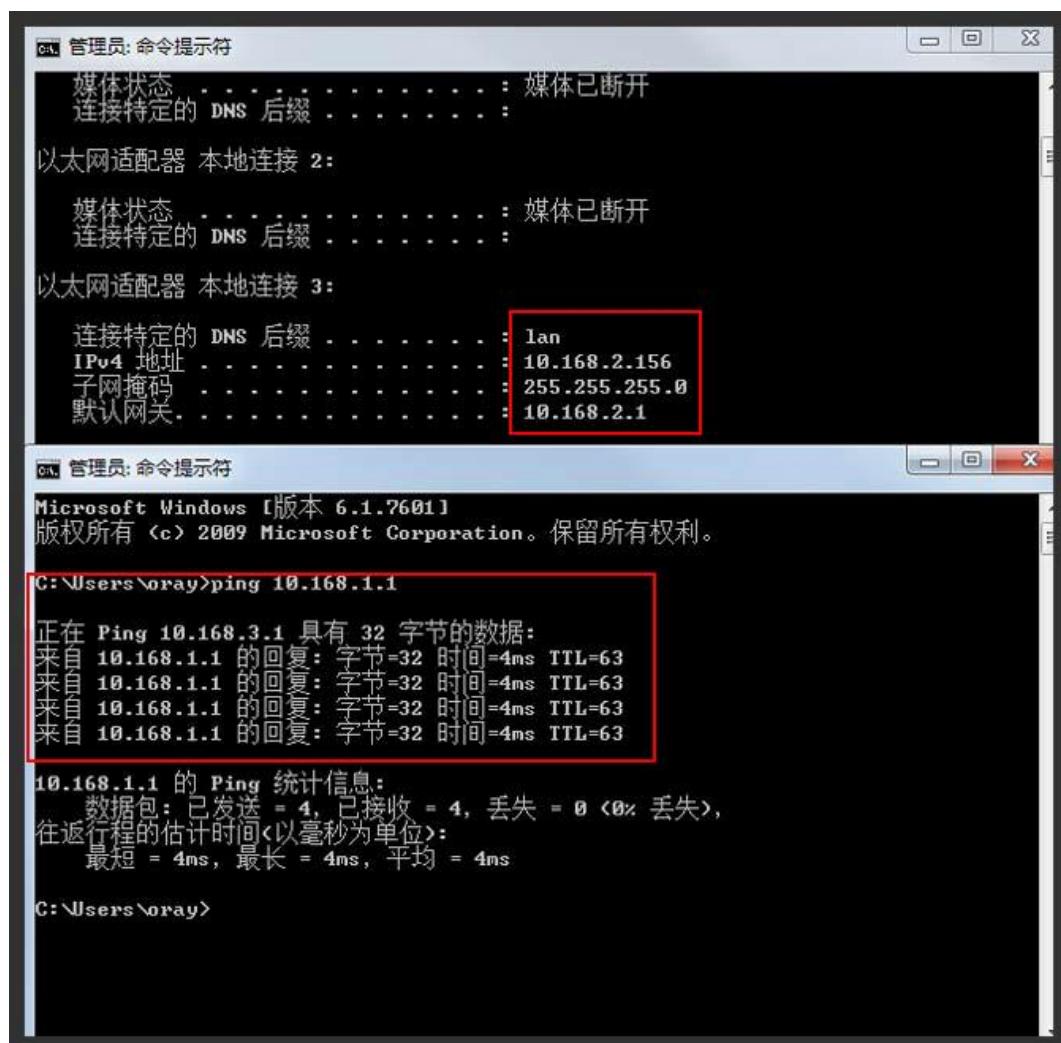 管理员: 命令提示符
媒体状态 . . . . . . . . . . . . : 媒体已断开
连接特定的 DNS 后缀 . . . . . . . :
以太网适配器 本地连接 2:
媒体状态 . . . . . . . . . . . . : 媒体已断开
连接特定的 DNS 后缀 . . . . . . . :
以太网适配器 本地连接 3:
连接特定的 DNS 后缀 . . . . . . . : lan
IPv4 地址 . . . . . . . . . . . . : 10.168.2.156
子网掩码 . . . . . . . . . . . . : 255.255.255.0
默认网关. . . . . . . . . . . . . : 10.168.2.1
管理员: 命令提示符
Microsoft Windows [版本 6.1.7601]
版权所有 (c) 2009 Microsoft Corporation。保留所有权利。
C:\Users\oray>ping 10.168.1.1
正在 Ping 10.168.3.1 具有 32 字节的数据:
来自 10.168.1.1 的回复: 字节=32 时间=4ms TTL=63
来自 10.168.1.1 的回复: 字节=32 时间=4ms TTL=63
来自 10.168.1.1 的回复: 字节=32 时间=4ms TTL=63
来自 10.168.1.1 的回复: 字节=32 时间=4ms TTL=63
10.168.1.1 的 Ping 统计信息:
数据包: 已发送 = 4, 已接收 = 4, 丢失 = 0 (0% 丢失),
往返行程的估计时间(以毫秒为单位):
最短 = 4ms, 最长 = 4ms, 平均 = 4ms
C:\Users\oray>